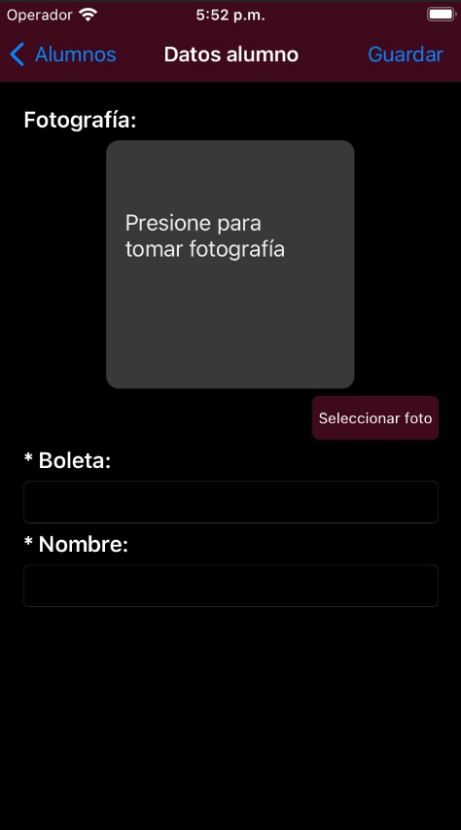 Operador 5:52 p.m.
Alumnos Datos alumno Guardar
Fotografía:
Presione para
tomar fotografía
Seleccionar foto
* Boleta:
* Nombre: